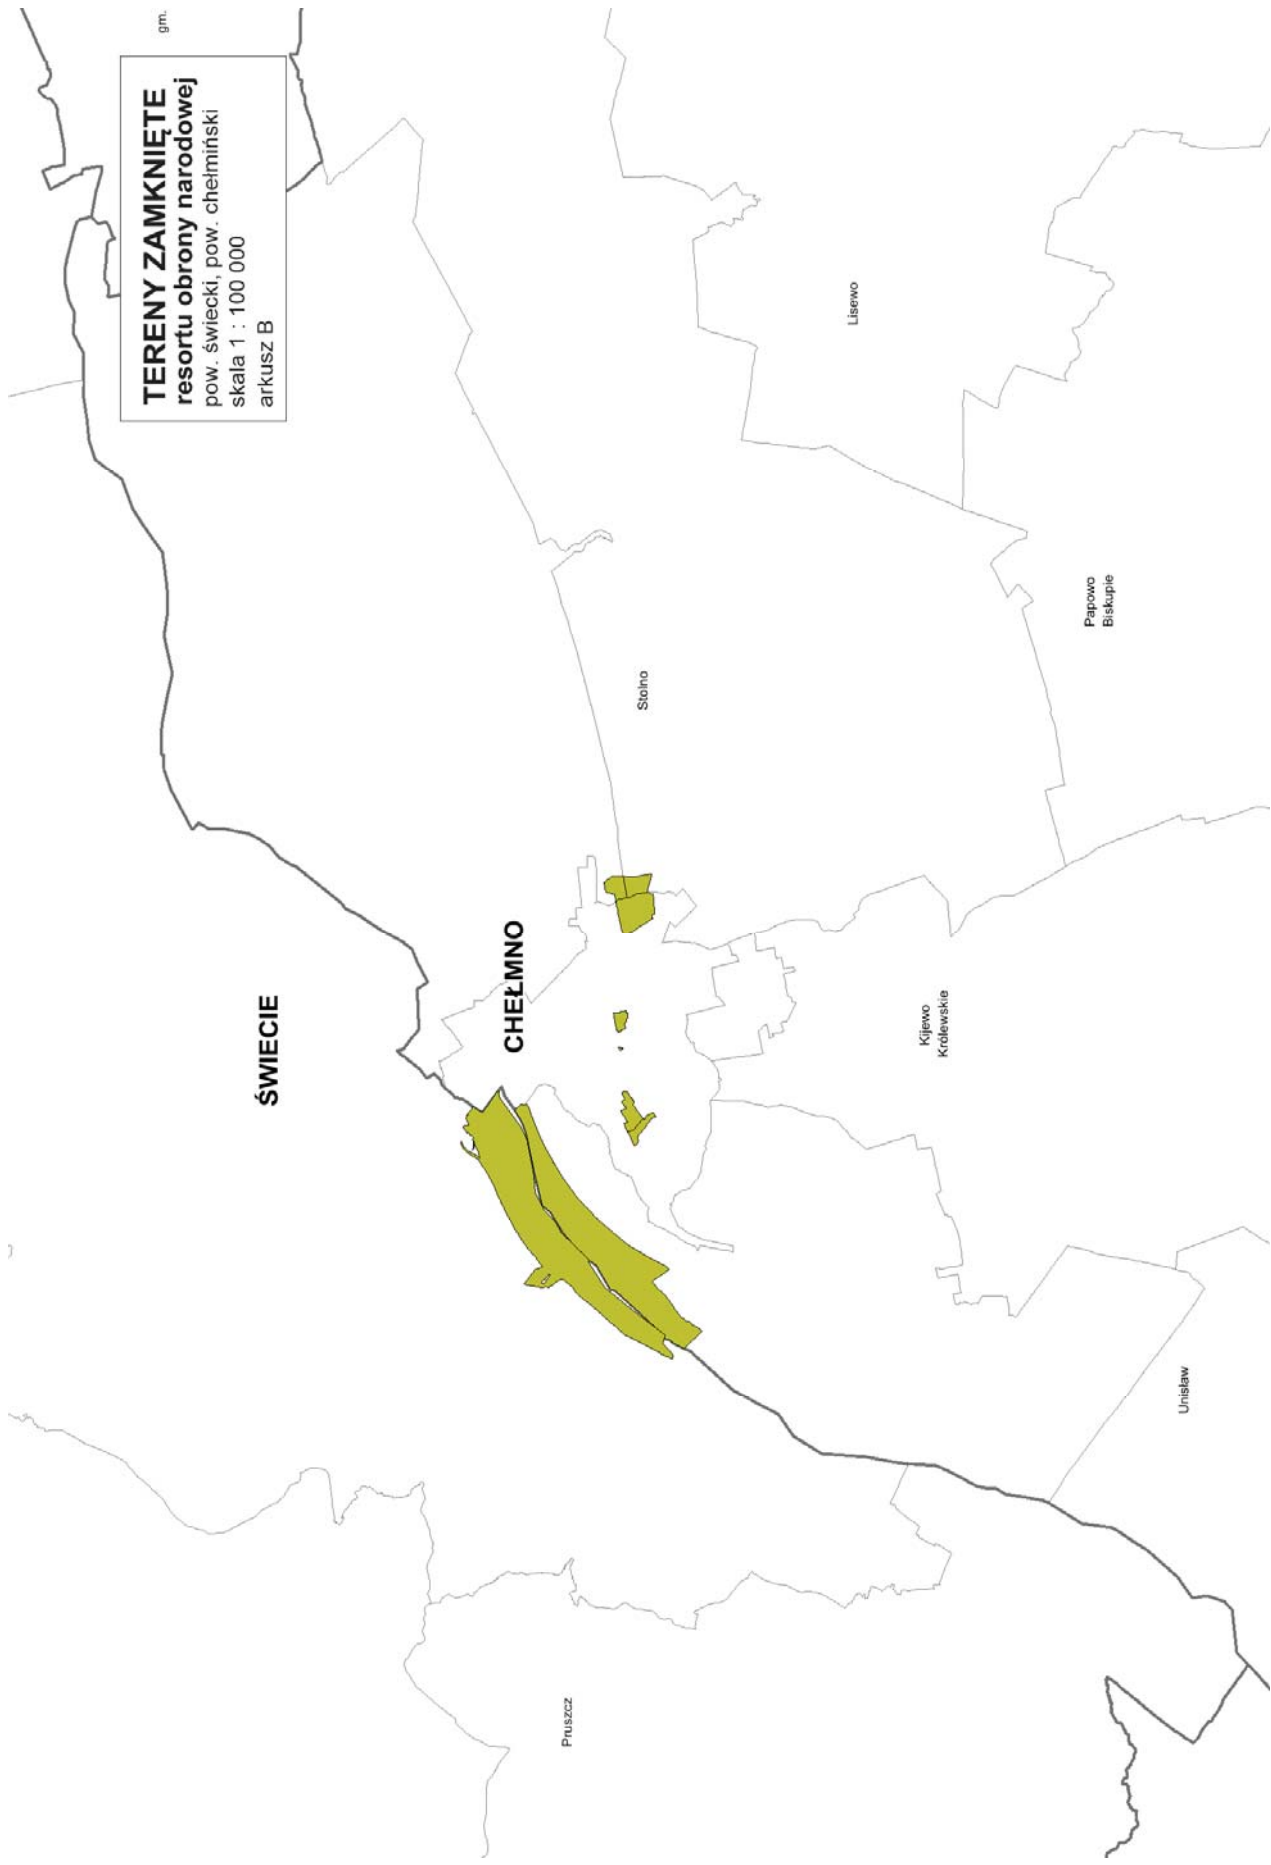 TERENY ZAMKNIĘTE
resortu obrony narodowej
pow. świecki, pow. chełmiński
skala 1 : 100 000
arkusz B
gm.
ŚWIECIE
CHEŁMNO
Stolno
Lisewo
Papowo
Biskupie
Kijewo
Królewskie
Unisław
Pruszcz